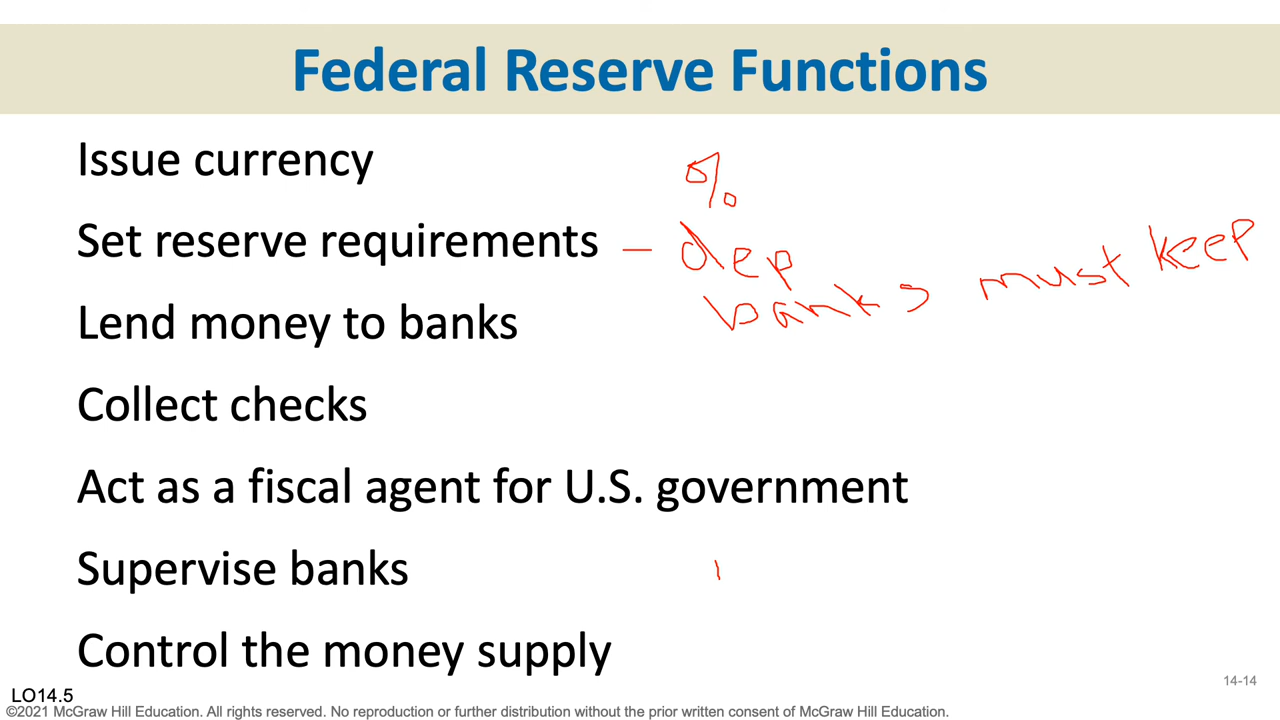 Federal Reserve Functions
Issue currency
%
Set reserve requirements – dep
banks must keep
Lend money to banks
Collect checks
Act as a fiscal agent for U.S. government
Supervise banks
Control the money supply
14-14
LO14.5
©2021 McGraw Hill Education. All rights reserved. No reproduction or further distribution without the prior written consent of McGraw Hill Education.